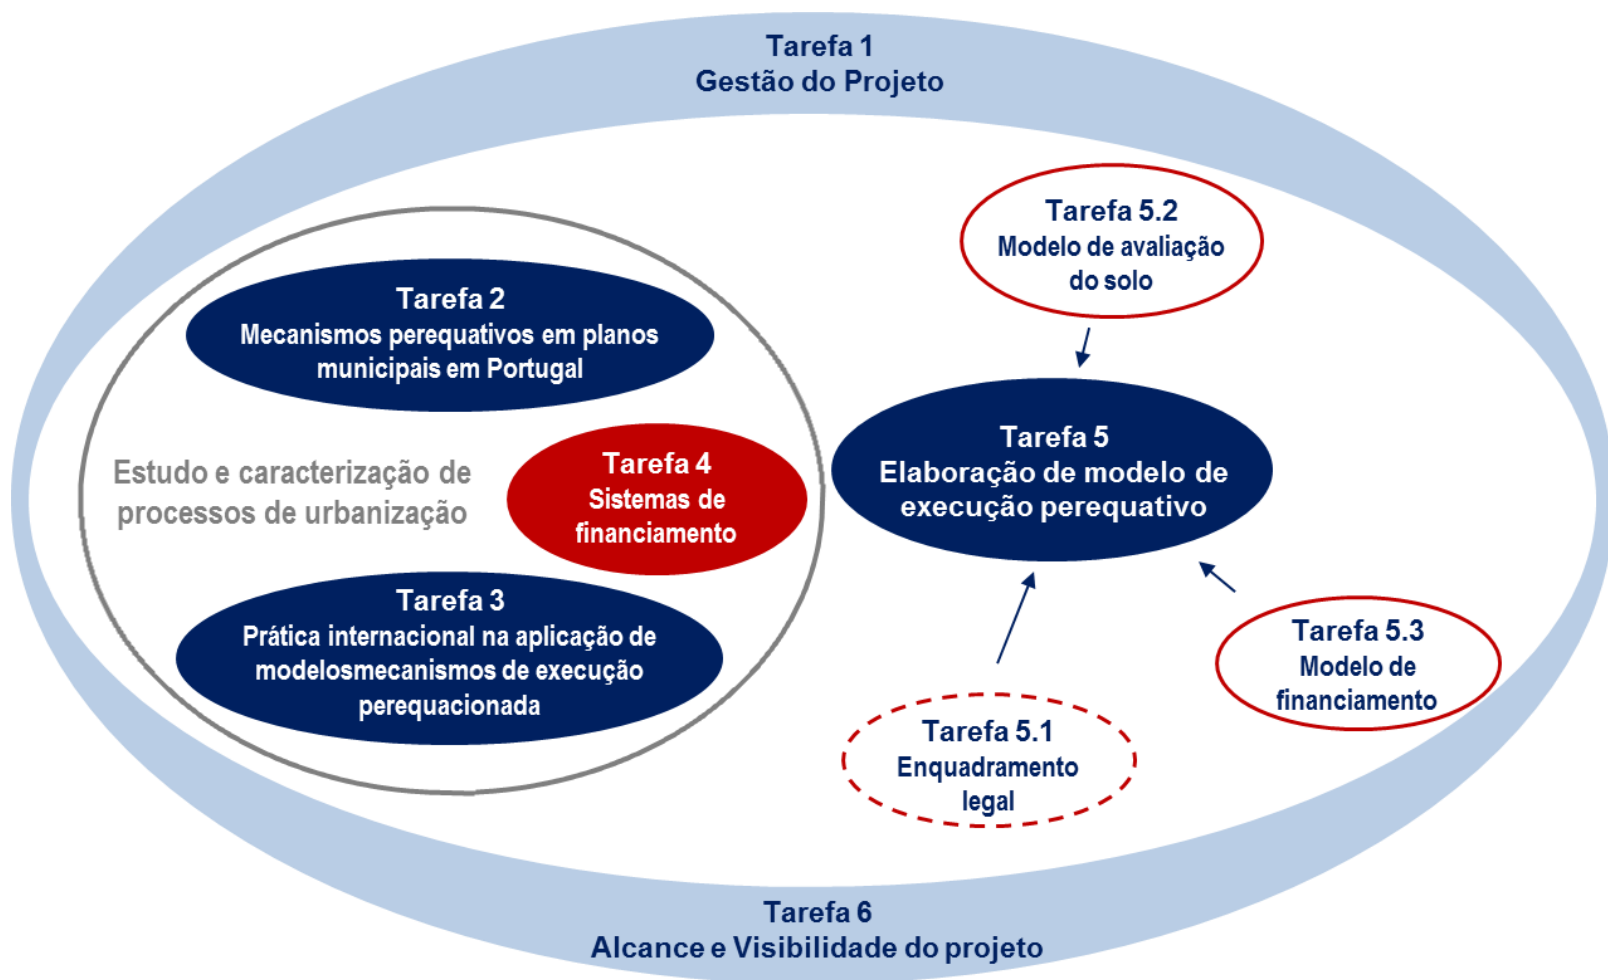 Tarefa 1
Gestão do Projeto
Tarefa 5.2
Modelo de avaliação
do solo
Tarefa 2
Mecanismos perequativos em planos
municipais em Portugal
Estudo e caracterização de
processos de urbanização
Tarefa 4
Sistemas de
financiamento
Tarefa 5
Elaboração de modelo de
execução perequativo
Tarefa 3
Prática internacional na aplicação de
modelosmecanismos de execução
perequacionada
Tarefa 5.3
Modelo de
financiamento
Tarefa 5.1
Enquadramento
legal
Tarefa 6
Alcance e Visibilidade do projeto